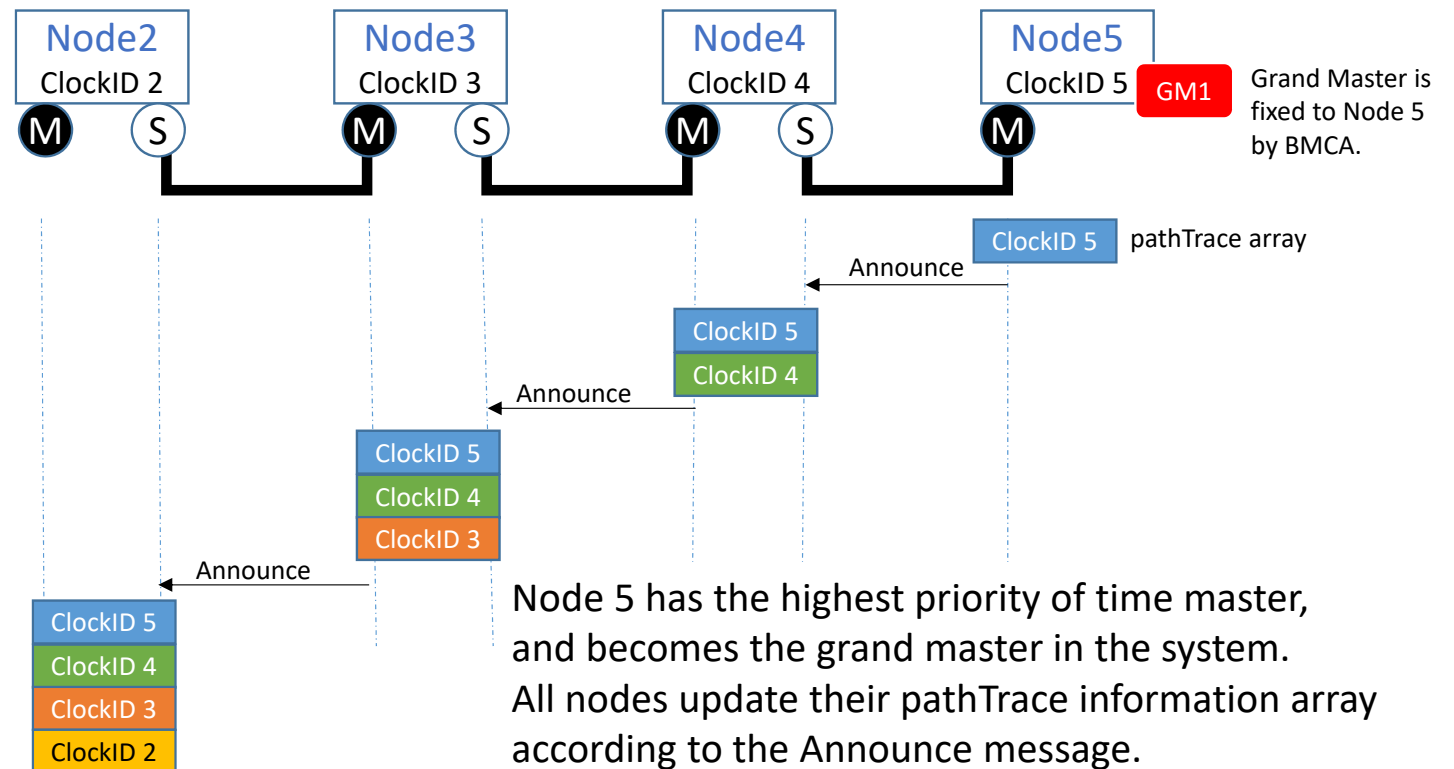 Node2
ClockID 2
M
S
Node3
ClockID 3
M
S
Node4
ClockID 4
M
S
Node5
ClockID 5
M
GM1
Grand Master is
fixed to Node 5
by BMCA.
ClockID 5
pathTrace array
Announce
ClockID 5
ClockID 4
Announce
ClockID 5
ClockID 4
ClockID 3
Announce
ClockID 5
ClockID 4
ClockID 3
ClockID 2
Node 5 has the highest priority of time master,
and becomes the grand master in the system.
All nodes update their pathTrace information array
according to the Announce message.